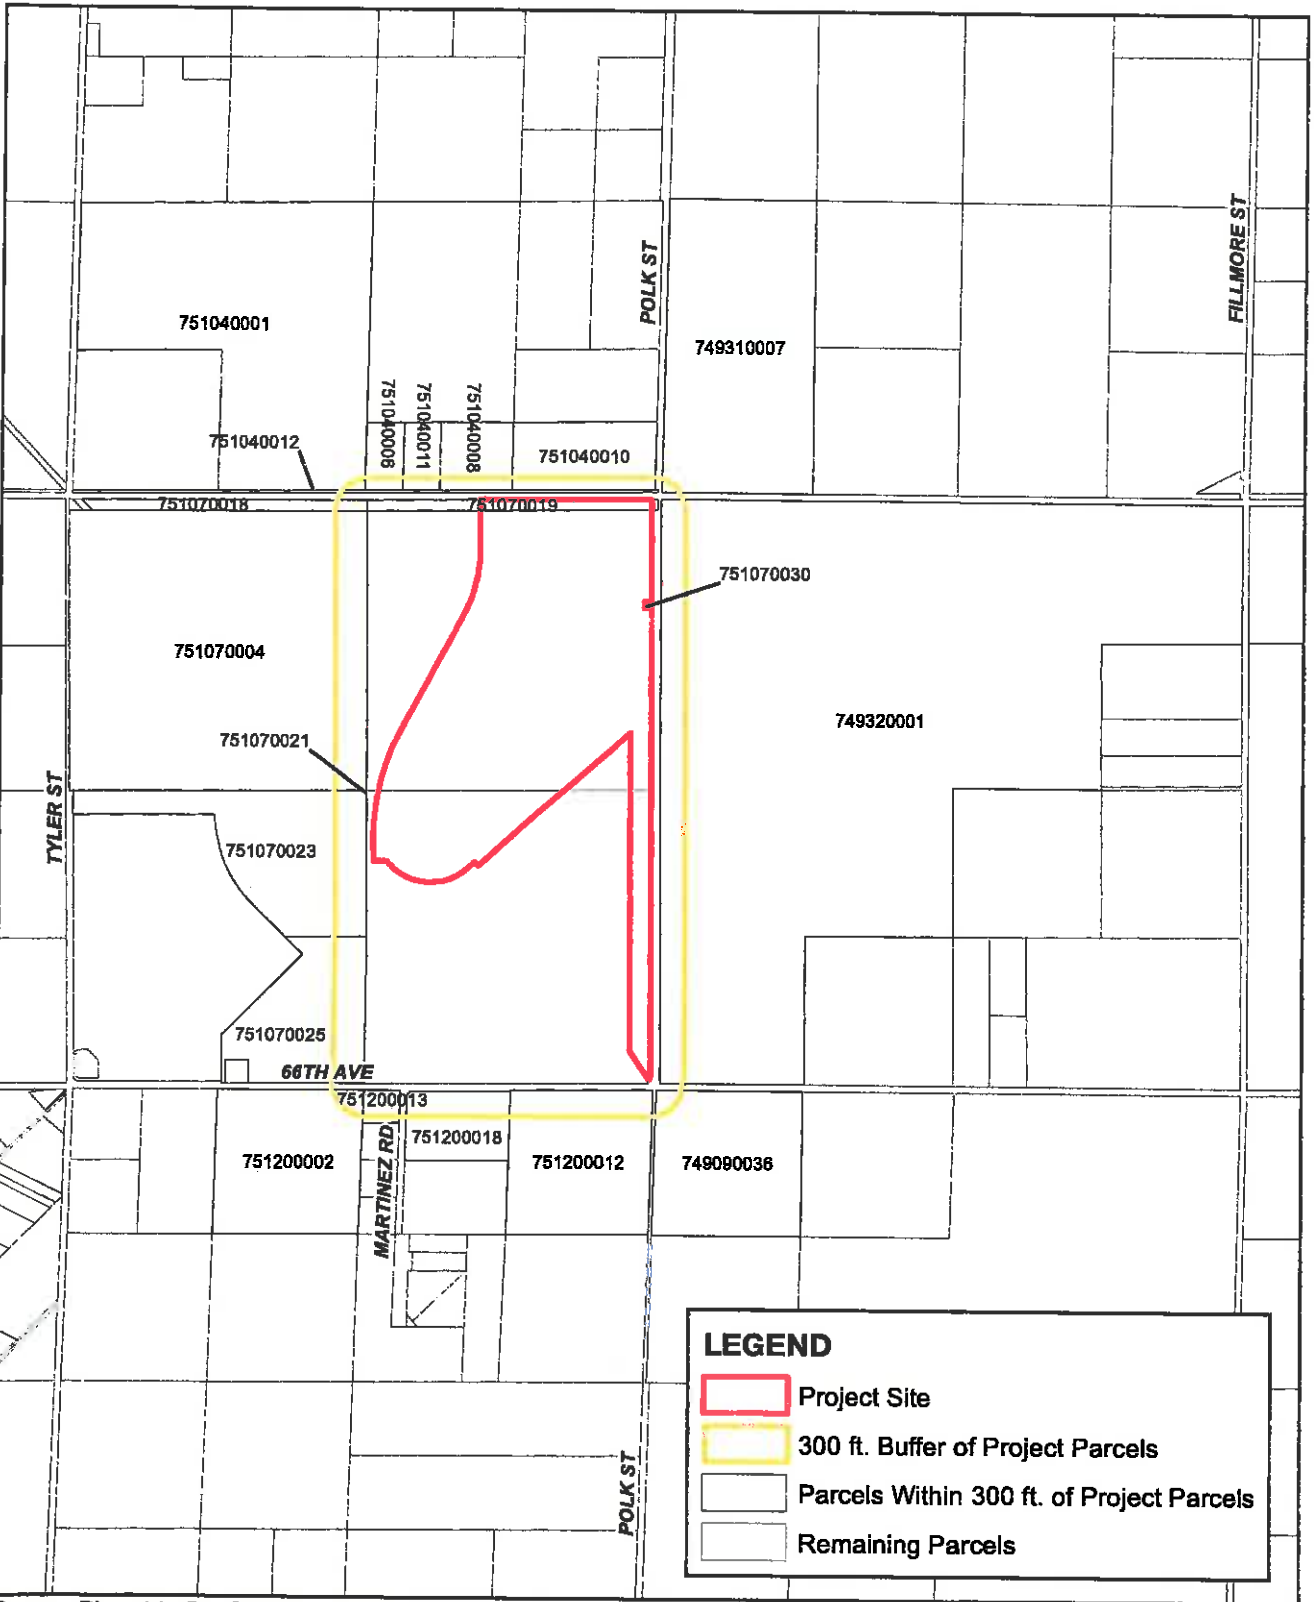 FILLMORE ST
POLK ST
751040001
749310007
751040006
751040011
751040008
751040012
751040010
751070018
751070019
751070030
751070004
749320001
751070021
TYLER ST
751070023
751070025
66TH AVE
751200013
751200018
751200002
751200012
749090036
MARTINEZ RD
LEGEND
Project Site
300 ft. Buffer of Project Parcels
Parcels Within 300 ft. of Project Parcels
Remaining Parcels
POLK ST